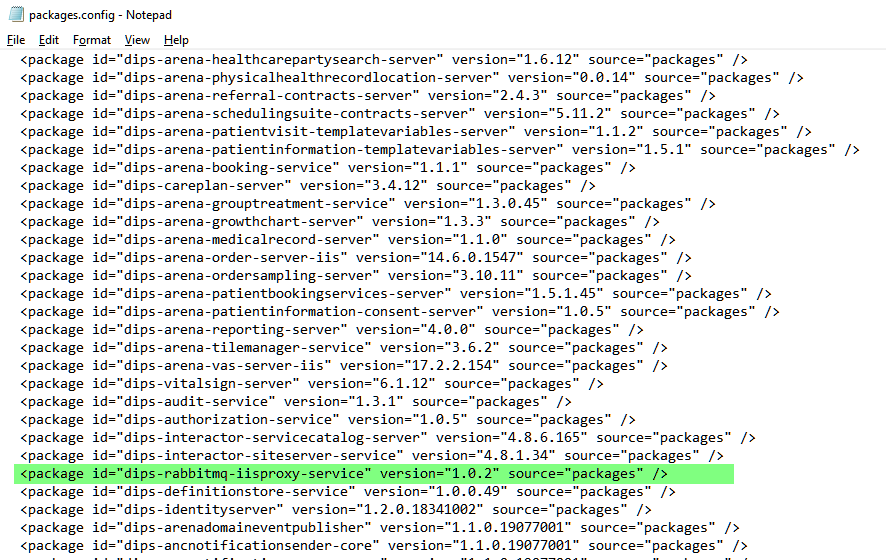 packages.config - Notepad
File Edit Format View Help
<package id="dips-arena-healthcarepartysearch-server" version="1.6.12" source="packages" />
<package id="dips-arena-physicalhealthrecordlocation-server" version="0.0.14" source="packages" />
<package id="dips-arena-referral-contracts-server" version="2.4.3" source="packages" />
<package id="dips-arena-schedulingsuite-contracts-server" version="5.11.2" source="packages" />
<package id="dips-arena-patientvisit-templatevariables-server" version="1.1.2" source="packages" />
<package id="dips-arena-patientinformation-templatevariables-server" version="1.5.1" source="packages" />
<package id="dips-arena-booking-service" version="1.1.1" source="packages" />
<package id="dips-careplan-server" version="3.4.12" source="packages" />
<package id="dips-arena-grouptreatment-service" version="1.3.0.45" source="packages" />
<package id="dips-arena-growthchart-server" version="1.3.3" source="packages" />
<package id="dips-arena-medicalrecord-server" version="1.1.0" source="packages" />
<package id="dips-arena-order-server-iis" version="14.6.0.1547" source="packages" />
<package id="dips-arena-ordersampling-server" version="3.10.11" source="packages" />
<package id="dips-arena-patientbookingservices-server" version="1.5.1.45" source="packages" />
<package id="dips-arena-patientinformation-consent-server" version="1.0.5" source="packages" />
<package id="dips-arena-reporting-server" version="4.0.0" source="packages" />
<package id="dips-arena-tilemanager-service" version="3.6.2" source="packages" />
<package id="dips-arena-vas-server-iis" version="17.2.2.154" source="packages" />
<package id="dips-vitalsign-server" version="6.1.12" source="packages" />
<package id="dips-audit-service" version="1.3.1" source="packages" />
<package id="dips-authorization-service" version="1.0.5" source="packages" />
<package id="dips-interactor-servicecatalog-server" version="4.8.6.165" source="packages" />
<package id="dips-interactor-siteserver-service" version="4.8.1.34" source="packages" />
<package id="dips-rabbitmq-iisproxy-service" version="1.0.2" source="packages" />
<package id="dips-definitionstore-service" version="1.0.0.49" source="packages" />
<package id="dips-identityserver" version="1.2.0.18341002" source="packages" />
<package id="dips-arenadomaineventpublisher" version="1.1.0.19077001" source="packages" />
<package id="dips-ancnotificationsender-core" version="1.1.0.19077001" source="packages" />